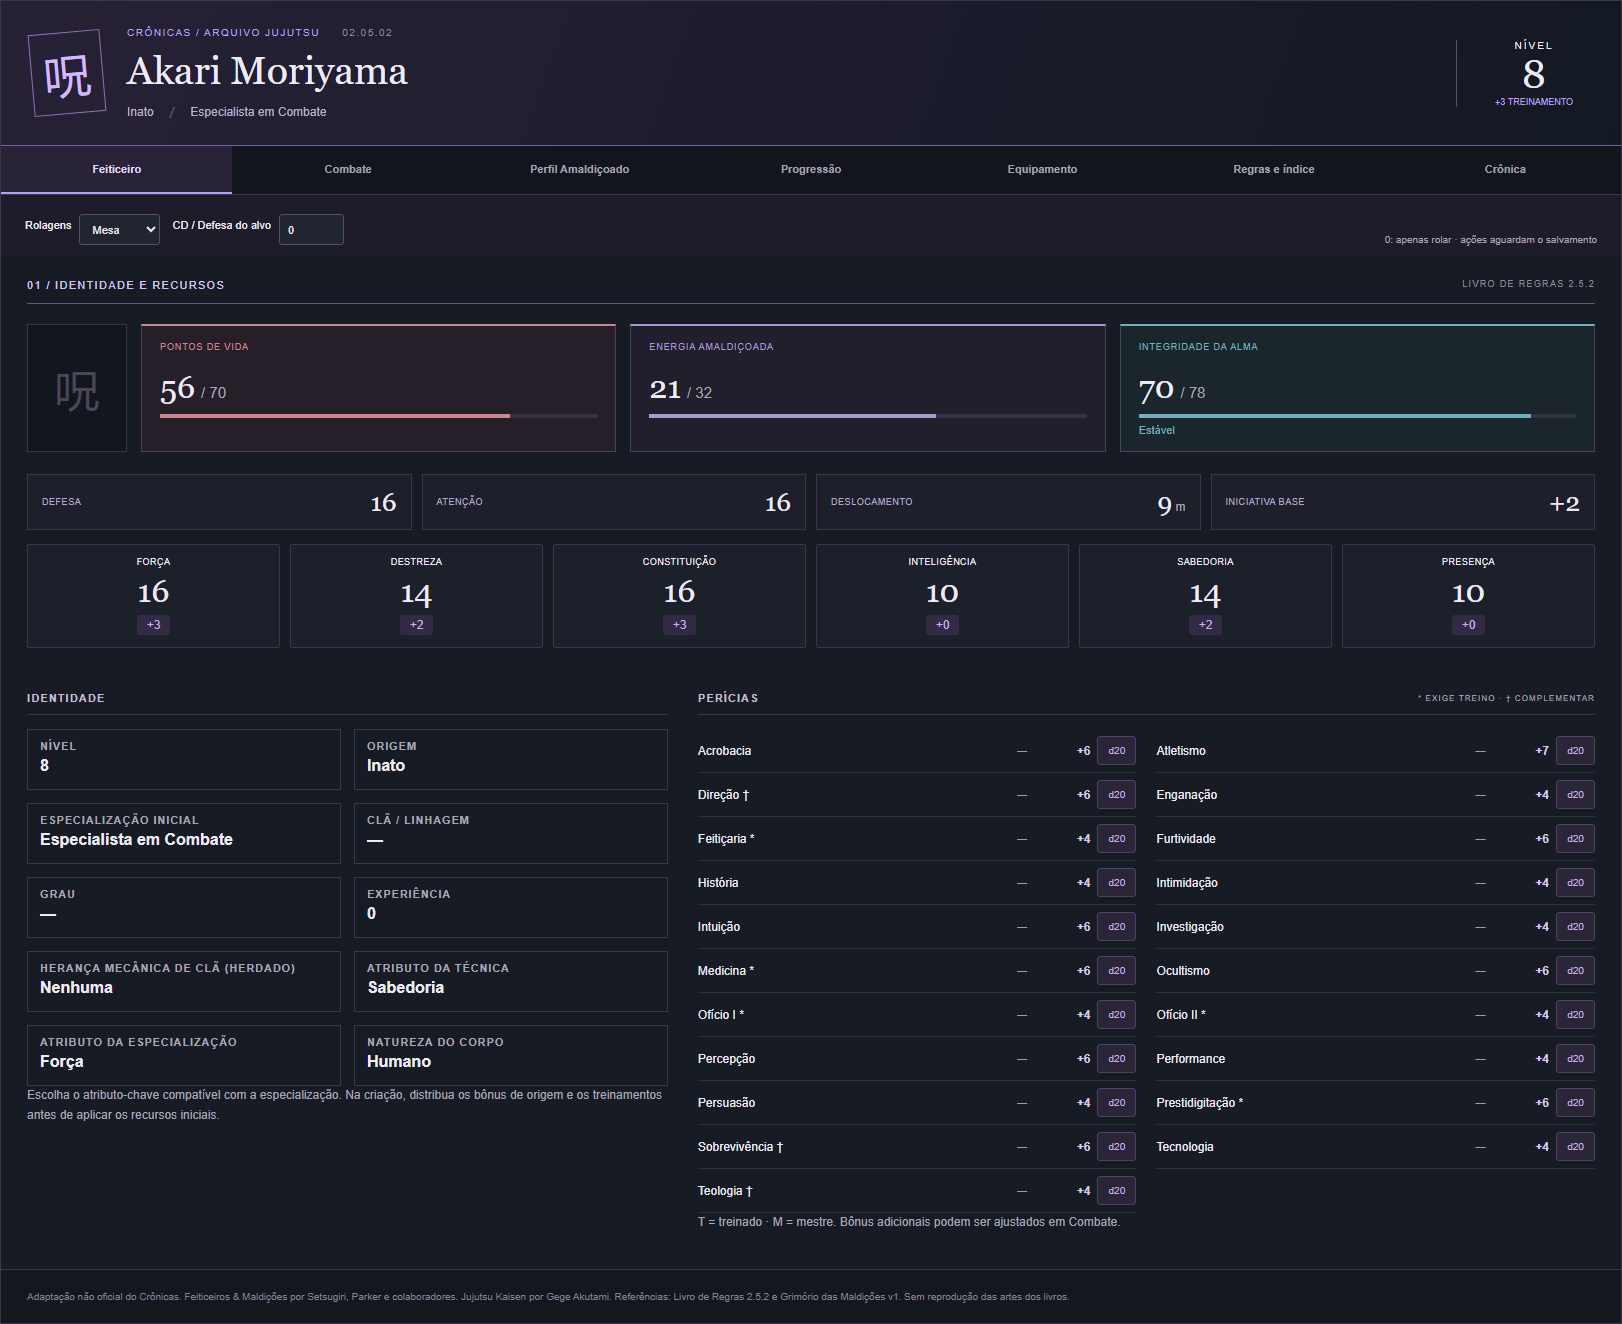 呪
CRÔNICAS / ARQUIVO JUJUTSU 02.05.02
Akari Moriyama
Inato / Especialista em Combate
NÍVEL
8
+3 TREINAMENTO
Feiticeiro Combate Perfil Amaldiçoado Progressão Equipamento Regras e índice Crônica
Rolagens Mesa CD / Defesa do alvo 0
0: apenas rolar · ações aguardam o salvamento
01 / IDENTIDADE E RECURSOS
LIVRO DE REGRAS 2.5.2
呪
PONTOS DE VIDA
56 / 70
ENERGIA AMALDIÇOADA
21 / 32
INTEGRIDADE DA ALMA
70 / 78
Estável
DEFESA 16
ATENÇÃO 16
DESLOCAMENTO 9 m
INICIATIVA BASE +2
FORÇA
16
+3
DESTREZA
14
+2
CONSTITUIÇÃO
16
+3
INTELIGÊNCIA
10
+0
SABEDORIA
14
+2
PRESENÇA
10
+0
IDENTIDADE
NÍVEL
8
ORIGEM
Inato
ESPECIALIZAÇÃO INICIAL
Especialista em Combate
CLÃ / LINHAGEM
—
GRAU
—
EXPERIÊNCIA
0
HERANÇA MECÂNICA DE CLÃ (HERDADO)
Nenhuma
ATRIBUTO DA TÉCNICA
Sabedoria
ATRIBUTO DA ESPECIALIZAÇÃO
Força
NATUREZA DO CORPO
Humano
Escolha o atributo-chave compatível com a especialização. Na criação, distribua os bônus de origem e os treinamentos
antes de aplicar os recursos iniciais.
PERÍCIAS
* EXIGE TREINO · † COMPLEMENTAR
Acrobacia — +6 d20
Atletismo — +7 d20
Direção † — +6 d20
Enganação — +4 d20
Feitiçaria * — +4 d20
Furtividade — +6 d20
História — +4 d20
Intimidação — +4 d20
Intuição — +6 d20
Investigação — +4 d20
Medicina * — +6 d20
Ocultismo — +6 d20
Ofício I * — +4 d20
Ofício II * — +4 d20
Percepção — +6 d20
Performance — +4 d20
Persuasão — +4 d20
Prestidigitação * — +6 d20
Sobrevivência † — +6 d20
Tecnologia — +4 d20
Teologia † — +4 d20
T = treinado · M = mestre. Bônus adicionais podem ser ajustados em Combate.
Adaptação não oficial do Crônicas. Feiticeiros & Maldições por Setsugiri, Parker e colaboradores. Jujutsu Kaisen por Gege Akutami. Referências: Livro de Regras 2.5.2 e Grimório das Maldições v1. Sem reprodução das artes dos livros.